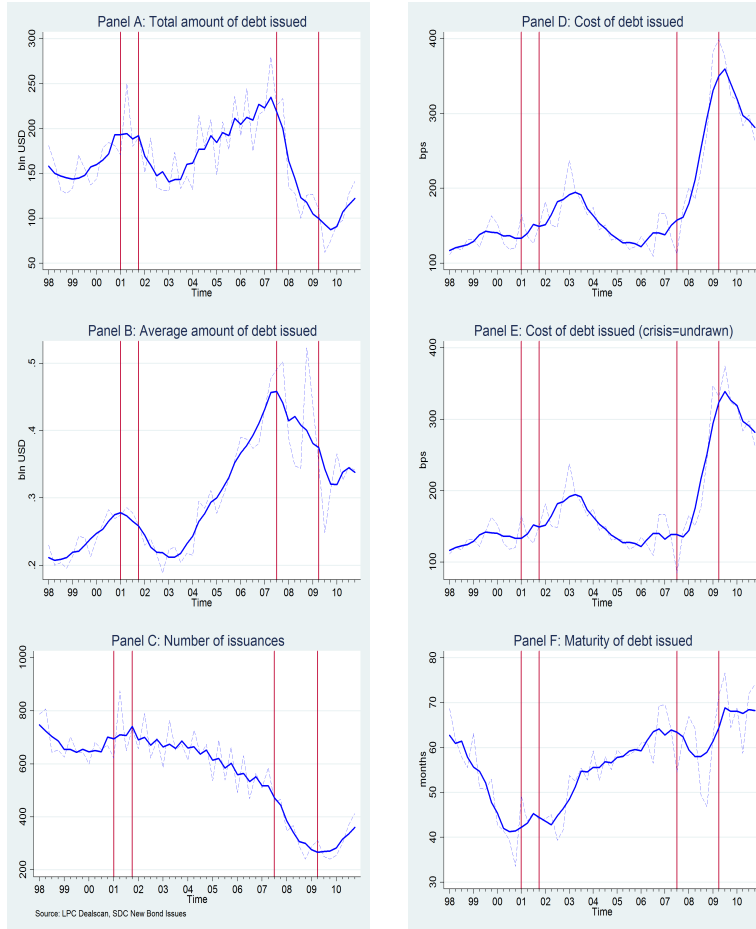 Panel A: Total amount of debt issued
bln USD
50 100 150 200 250 300
98 99 00 01 02 03 04 05 06 07 08 09 10
Time
Panel B: Average amount of debt issued
bln USD
.2 .3 .4 .5
98 99 00 01 02 03 04 05 06 07 08 09 10
Time
Panel C: Number of issuances
200 400 600 800 1000
98 99 00 01 02 03 04 05 06 07 08 09 10
Time
Source: LPC Dealscan, SDC New Bond Issues
Panel D: Cost of debt issued
bps
100 200 300 400
98 99 00 01 02 03 04 05 06 07 08 09 10
Time
Panel E: Cost of debt issued (crisis=undrawn)
bps
100 200 300 400
98 99 00 01 02 03 04 05 06 07 08 09 10
Time
Panel F: Maturity of debt issued
months
30 40 50 60 70 80
98 99 00 01 02 03 04 05 06 07 08 09 10
Time